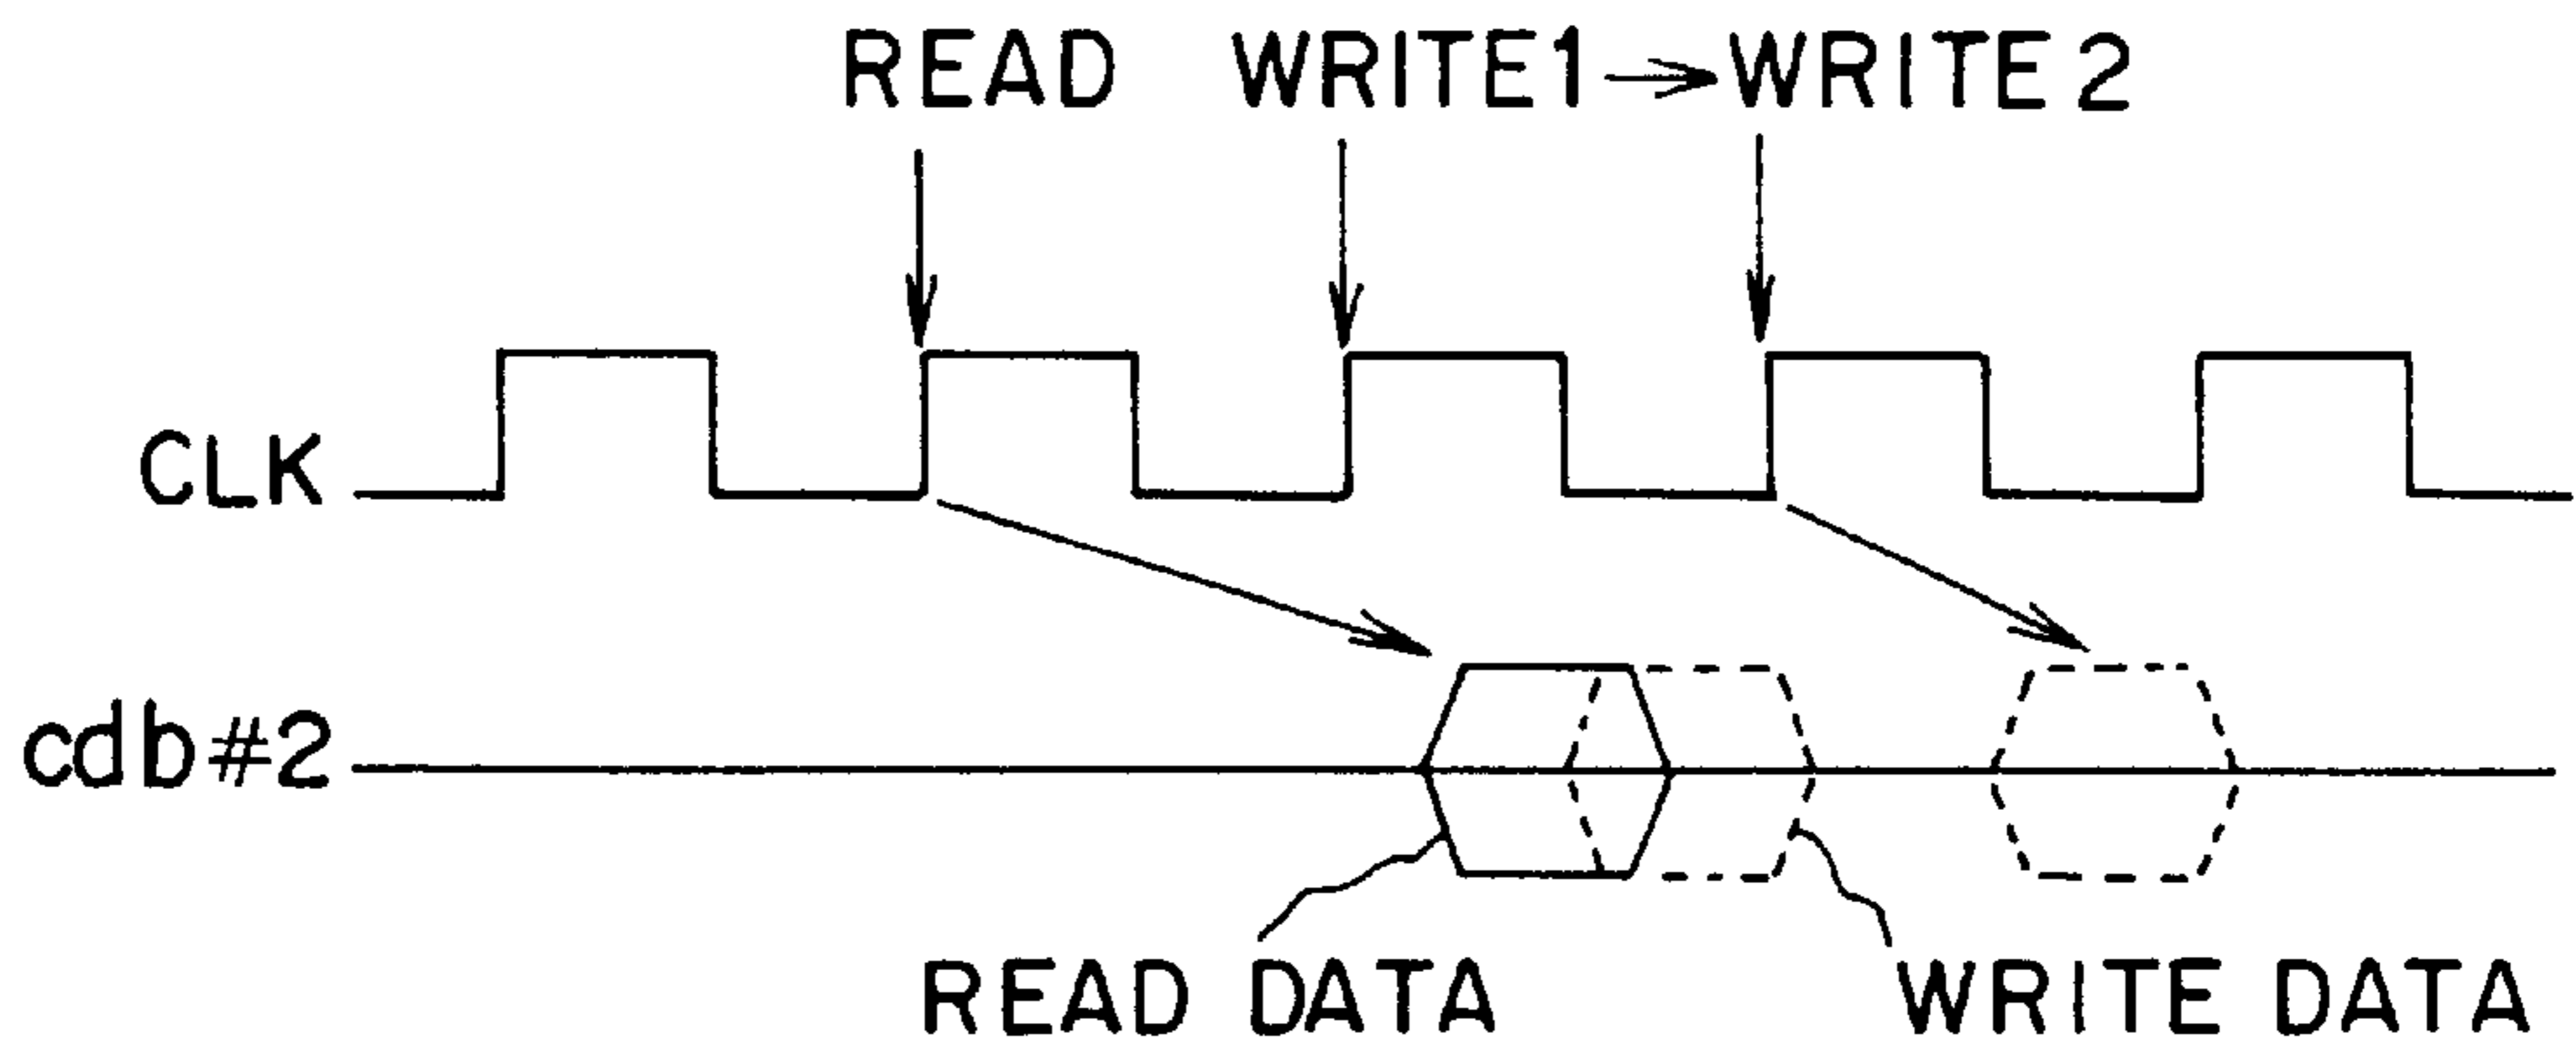 READ WRITE1→WRITE2
CLK
cdb#2
READ DATA WRITE DATA